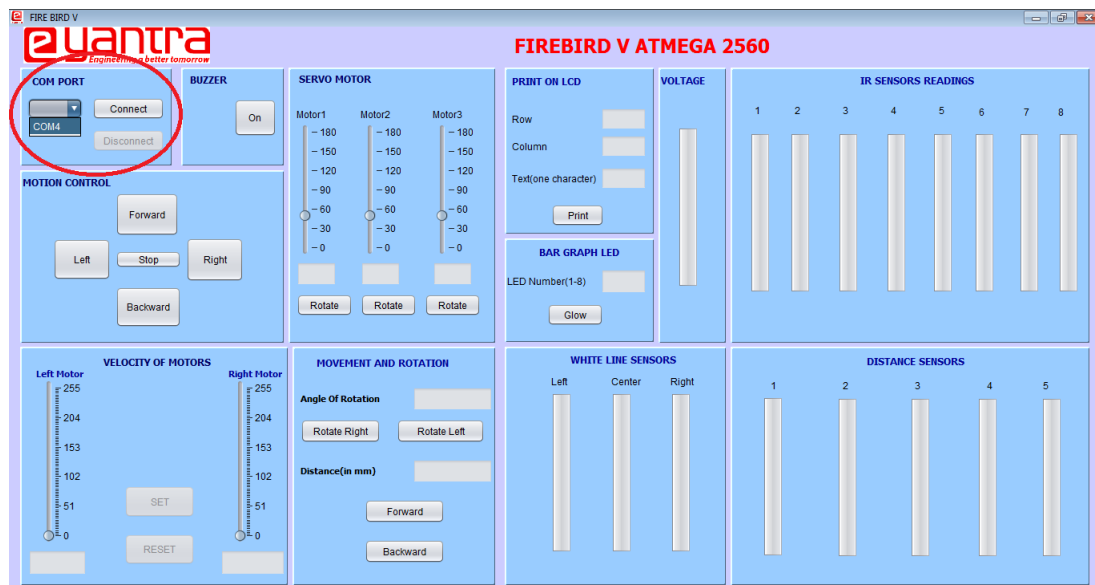 FIRE BIRD V
e yantra
Engineering a better tomorrow
FIREBIRD V ATMEGA 2560
COM PORT
Connect
COM4
Disconnect
BUZZER
On
MOTION CONTROL
Forward
Left
Stop
Right
Backward
SERVO MOTOR
Motor1 Motor2 Motor3
180 180 180
150 150 150
120 120 120
90 90 90
60 60 60
30 30 30
0 0 0
Rotate Rotate Rotate
PRINT ON LCD
Row
Column
Text(one character)
Print
BAR GRAPH LED
LED Number(1-8)
Glow
VOLTAGE
IR SENSORS READINGS
1 2 3 4 5 6 7 8
VELOCITY OF MOTORS
Left Motor Right Motor
255 255
204 204
153 153
102 102
51 51
0 0
SET
RESET
MOVEMENT AND ROTATION
Angle Of Rotation
Rotate Right Rotate Left
Distance(in mm)
Forward
Backward
WHITE LINE SENSORS
Left Center Right
DISTANCE SENSORS
1 2 3 4 5